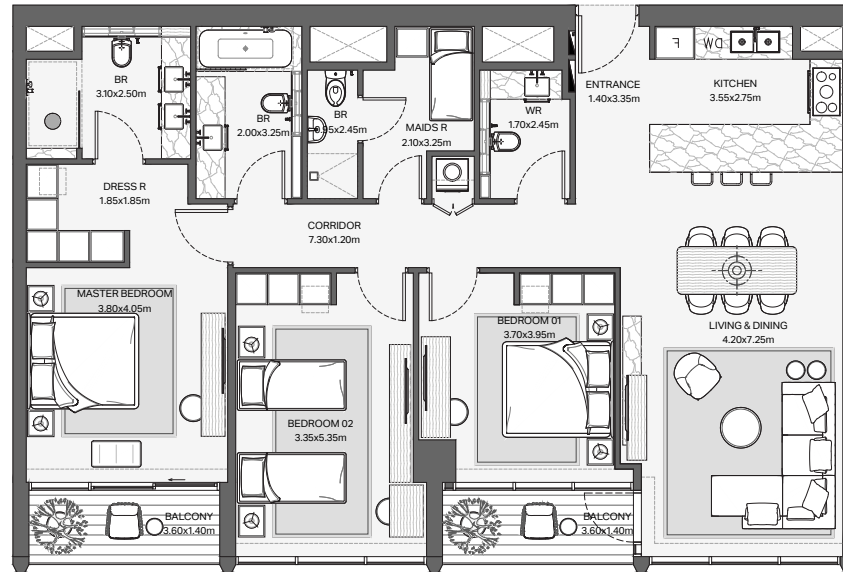 BR
3.10x2.50m
BR
2.00x3.25m
BR
0.95x2.45m
MAIDS R
2.10x3.25m
WR
1.70x2.45m
ENTRANCE
1.40x3.35m
F
DW
KITCHEN
3.55x2.75m
DRESS R
1.85x1.85m
CORRIDOR
7.30x1.20m
MASTER BEDROOM
3.80x4.05m
BEDROOM 02
3.35x5.35m
BEDROOM 01
3.70x3.95m
LIVING & DINING
4.20x7.25m
BALCONY
3.60x1.40m
BALCONY
3.60x1.40m